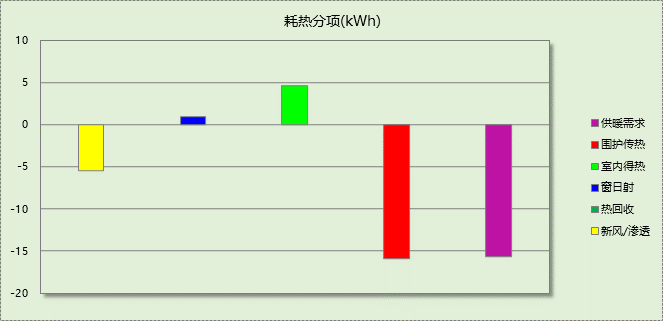 耗热分项(kWh)
10
5
0
-5
-10
-15
-20
供暖需求
围护传热
室内得热
窗日射
热回收
新风/渗透